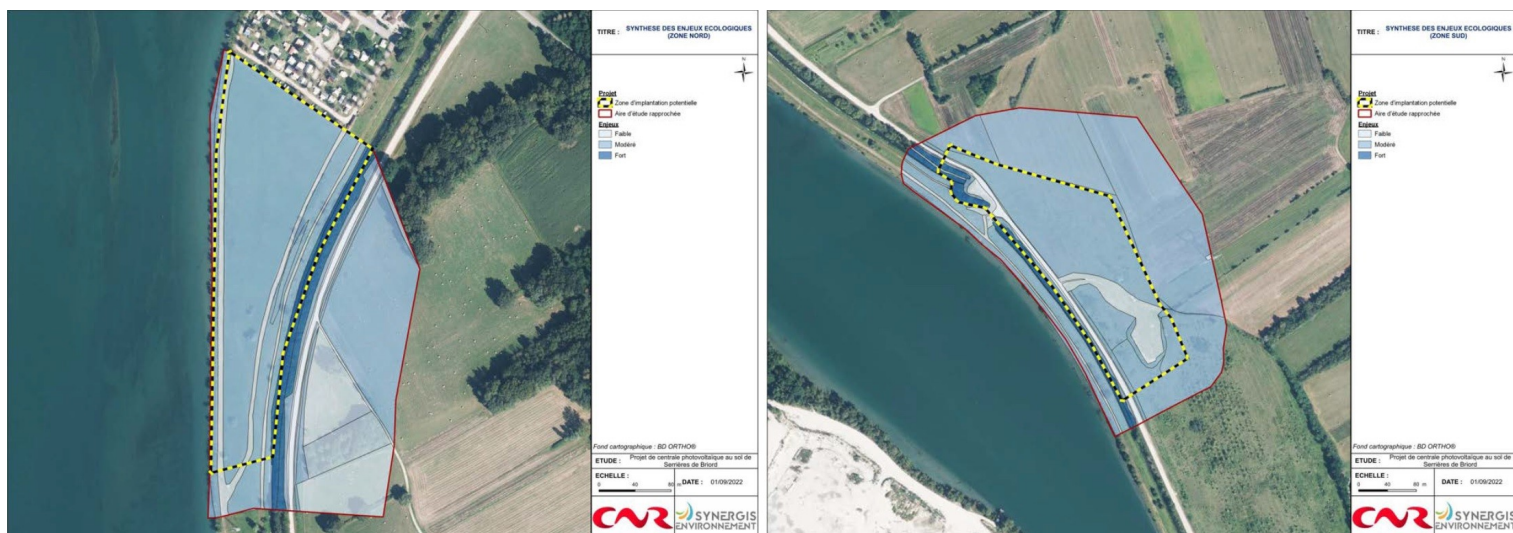 TITRE : SYNTHESE DES ENJEUX ECOLOGIQUES
(ZONE NORD)
N
Projet
Zone d'implantation potentielle
Aire d'étude rapprochée
Enjeux
Faible
Modéré
Fort
Fond cartographique : BD ORTHO®
ETUDE : Projet de centrale photovoltaïque au sol de
Serrières de Briord
ECHELLE :
0 40 80 m
DATE : 01/09/2022
CNR
SYNERGIS
ENVIRONNEMENT
TITRE : SYNTHESE DES ENJEUX ECOLOGIQUES
(ZONE SUD)
N
Projet
Zone d'implantation potentielle
Aire d'étude rapprochée
Enjeux
Faible
Modéré
Fort
Fond cartographique : BD ORTHO®
ETUDE : Projet de centrale photovoltaïque au sol de
Serrières de Briord
ECHELLE :
0 40 80 m
DATE : 01/09/2022
CNR
SYNERGIS
ENVIRONNEMENT